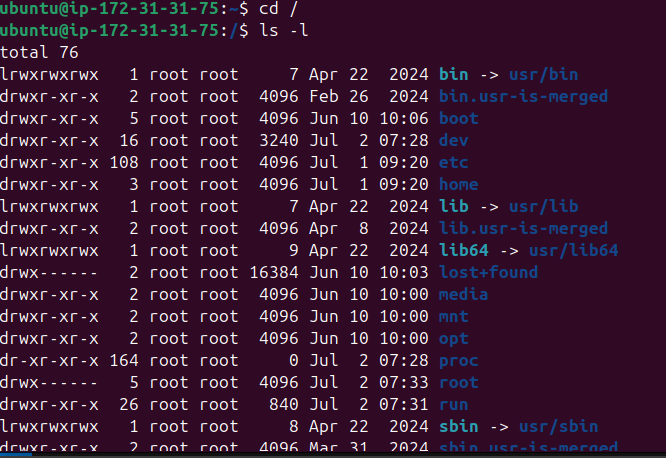 ubuntu@ip-172-31-31-75:~$ cd /
ubuntu@ip-172-31-31-75:/$ ls -l
total 76
lrwxrwxrwx   1 root root     7 Apr 22  2024 bin -> usr/bin
drwxr-xr-x   2 root root  4096 Feb 26  2024 bin.usr-is-merged
drwxr-xr-x   5 root root  4096 Jun 10 10:06 boot
drwxr-xr-x  16 root root  3240 Jul  2 07:28 dev
drwxr-xr-x 108 root root  4096 Jul  1 09:20 etc
drwxr-xr-x   3 root root  4096 Jul  1 09:20 home
lrwxrwxrwx   1 root root     7 Apr 22  2024 lib -> usr/lib
drwxr-xr-x   2 root root  4096 Apr  8  2024 lib.usr-is-merged
lrwxrwxrwx   1 root root     9 Apr 22  2024 lib64 -> usr/lib64
drwx------   2 root root 16384 Jun 10 10:03 lost+found
drwxr-xr-x   2 root root  4096 Jun 10 10:00 media
drwxr-xr-x   2 root root  4096 Jun 10 10:00 mnt
drwxr-xr-x   2 root root  4096 Jun 10 10:00 opt
dr-xr-xr-x 164 root root     0 Jul  2 07:28 proc
drwx------   5 root root  4096 Jul  2 07:33 root
drwxr-xr-x  26 root root   840 Jul  2 07:31 run
lrwxrwxrwx   1 root root     8 Apr 22  2024 sbin -> usr/sbin
drwxr-xr-x   2 root root  4096 Mar 31  2024 sbin.usr-is-merged